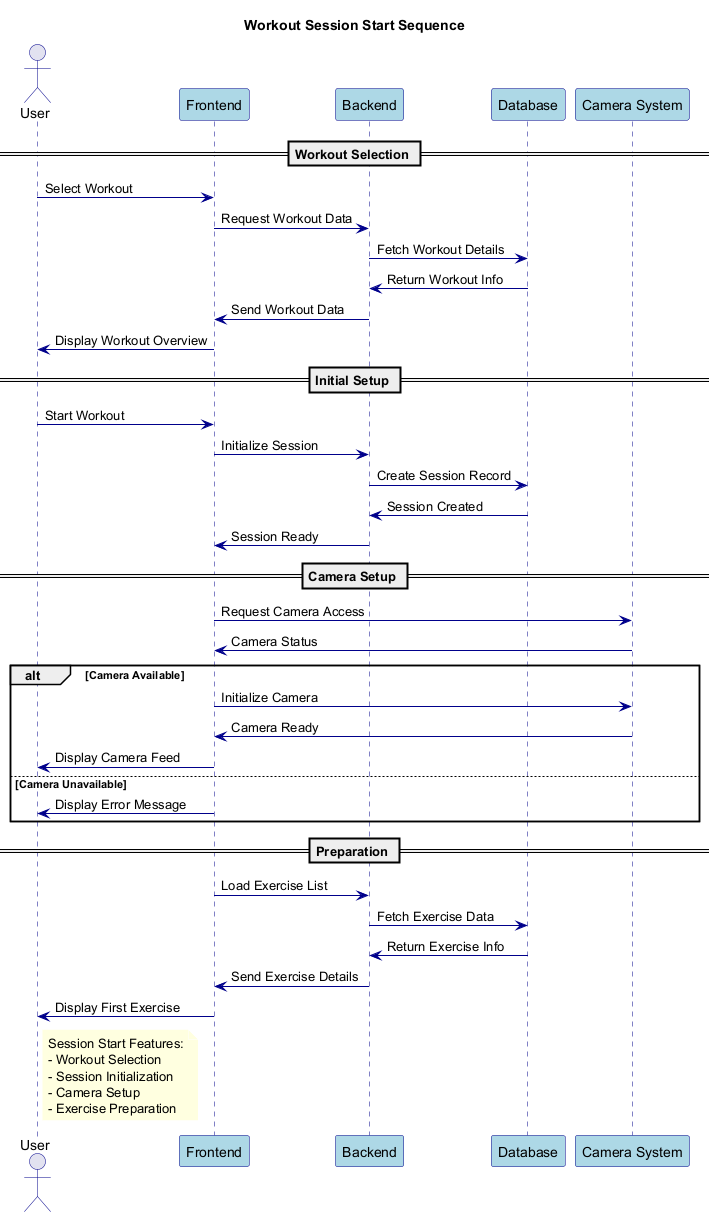 Workout Session Start Sequence
User
Frontend
Backend
Database
Camera System
Workout Selection
Select Workout
Request Workout Data
Fetch Workout Details
Return Workout Info
Send Workout Data
Display Workout Overview
Initial Setup
Start Workout
Initialize Session
Create Session Record
Session Created
Session Ready
Camera Setup
Request Camera Access
Camera Status
alt [Camera Available]
Initialize Camera
Camera Ready
Display Camera Feed
[Camera Unavailable]
Display Error Message
Preparation
Load Exercise List
Fetch Exercise Data
Return Exercise Info
Send Exercise Details
Display First Exercise
Session Start Features:
- Workout Selection
- Session Initialization
- Camera Setup
- Exercise Preparation
User
Frontend
Backend
Database
Camera System